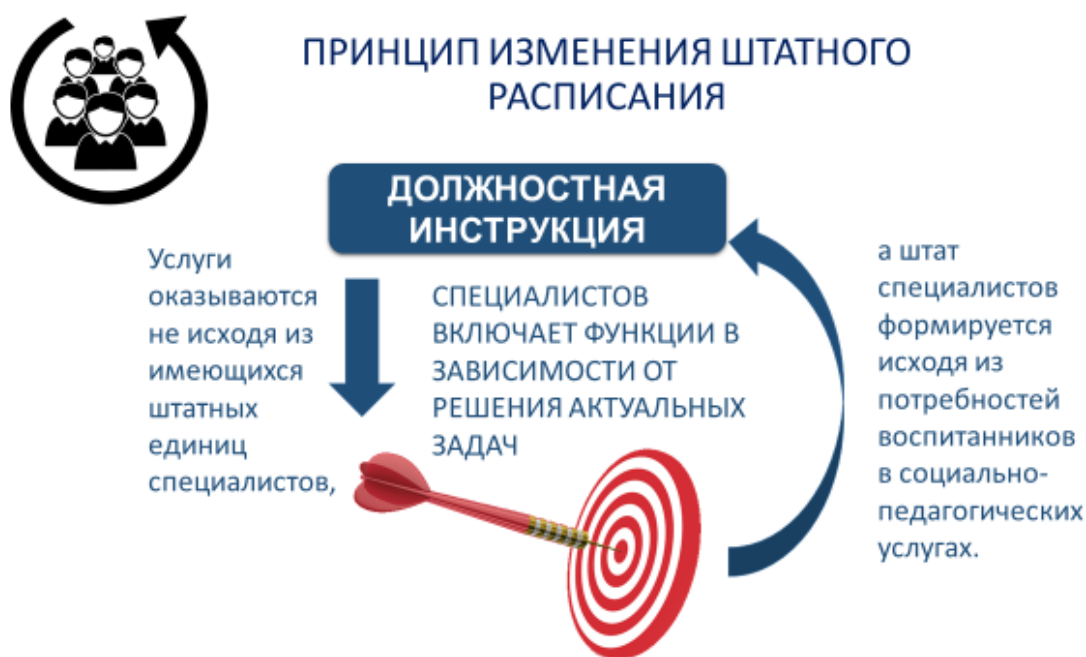 ПРИНЦИП ИЗМЕНЕНИЯ ШТАТНОГО
РАСПИСАНИЯ
ДОЛЖНОСТНАЯ
ИНСТРУКЦИЯ
Услуги
оказываются
не исходя из
имеющихся
штатных
единиц
специалистов,
СПЕЦИАЛИСТОВ
ВКЛЮЧАЕТ ФУНКЦИИ В
ЗАВИСИМОСТИ ОТ
РЕШЕНИЯ АКТУАЛЬНЫХ
ЗАДАЧ
а штат
специалистов
формируется
исходя из
потребностей
воспитанников
в социально-
педагогических
услугах.